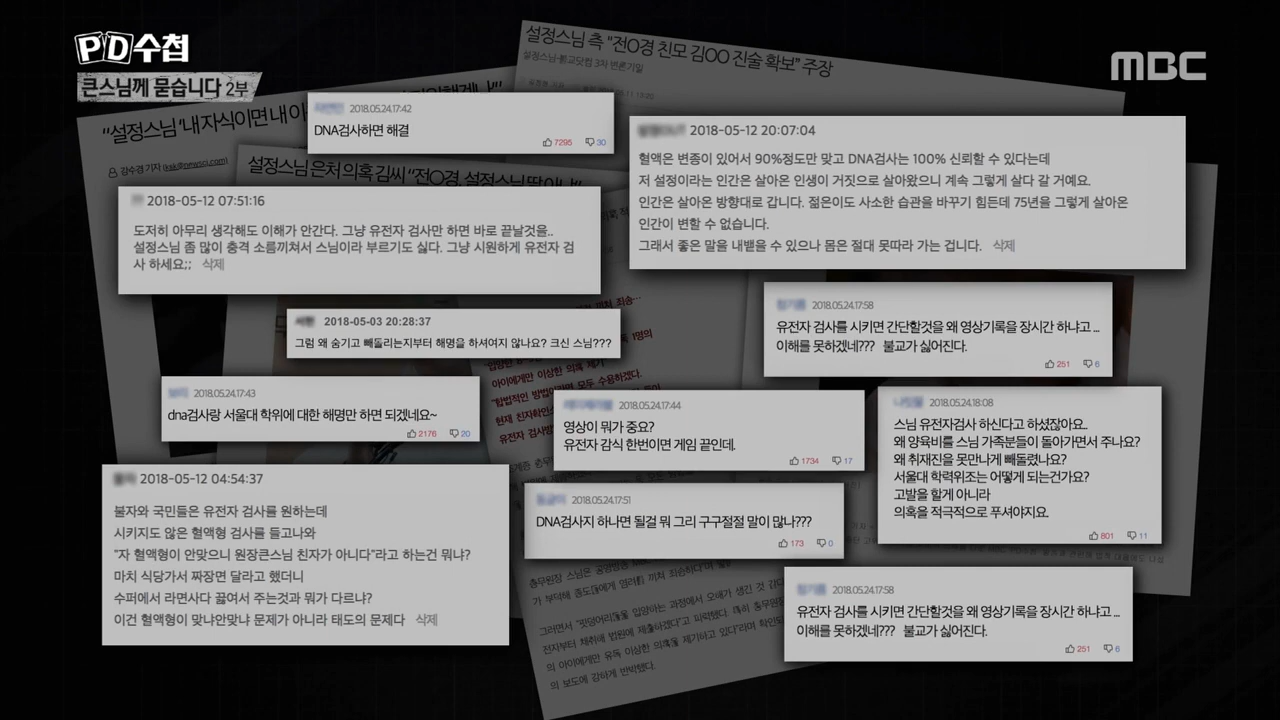 PD수첩
큰스님께 묻습니다 2부
MBC
설정스님 측 "전O경 친모 김OO 진술 확보" 주장
"설정스님 '내 자식이면 내
강수경 기자 (ksk@newscj.com)
설정스님 은처 의혹 김씨 "전O경, 설정스님 딸 아냐"
2018.05.24.17:42
DNA검사하면 해결
7295 30
2018-05-12 20:07:04
혈액은 변종이 있어서 90%정도만 맞고 DNA검사는 100% 신뢰할 수 있다는데
저 설정이라는 인간은 살아온 인생이 거짓으로 살아왔으니 계속 그렇게 살다 갈 거예요.
인간은 살아온 방향대로 갑니다. 젊은이도 사소한 습관을 바꾸기 힘든데 75년을 그렇게 살아온
인간이 변할 수 없습니다.
그래서 좋은 말을 내뱉을 수 있으나 몸은 절대 못따라 가는 겁니다. 삭제
2018-05-12 07:51:16
도저히 아무리 생각해도 이해가 안간다. 그냥 유전자 검사만 하면 바로 끝날것을..
설정스님 좀 많이 충격 소름끼쳐서 스님이라 부르기도 싫다. 그냥 시원하게 유전자 검
사 하세요;; 삭제
2018-05-03 20:28:37
그럼 왜 숨기고 빼돌리는지부터 해명을 하셔여지 않나요? 크신 스님???
2018.05.24.17:58
유전자 검사를 시키면 간단할것을 왜 영상기록을 장시간 하냐고 ...
이해를 못하겠네??? 불교가 싫어진다.
251 6
2018.05.24.17:43
dna검사랑 서울대 학위에 대한 해명만 하면 되겠네요~
2176 20
2018.05.24.17:44
영상이 뭐가 중요?
유전자 감식 한번이면 게임 끝인데.
1734 17
2018.05.24.18:08
스님 유전자검사 하신다고 하셨잖아요..
왜 양육비를 스님 가족분들이 돌아가면서 주나요?
왜 취재진을 못만나게 빼돌렸나요?
서울대 학력위조는 어떻게 되는건가요?
고발을 할게 아니라
의혹을 적극적으로 푸셔야지요.
801 11
2018-05-12 04:54:37
불자와 국민들은 유전자 검사를 원하는데
시키지도 않은 혈액형 검사를 들고나와
"자 혈액형이 안맞으니 원장큰스님 친자가 아니다"라고 하는건 뭐냐?
마치 식당가서 짜장면 달라고 했더니
수퍼에서 라면사다 끓여서 주는것과 뭐가 다르냐?
이건 혈액형이 맞냐안맞냐 문제가 아니라 태도의 문제다 삭제
2018.05.24.17:51
DNA검사지 하나면 될걸 뭐 그리 구구절절 말이 많나???
173 0
2018.05.24.17:58
유전자 검사를 시키면 간단할것을 왜 영상기록을 장시간 하냐고 ...
이해를 못하겠네??? 불교가 싫어진다.
251 6